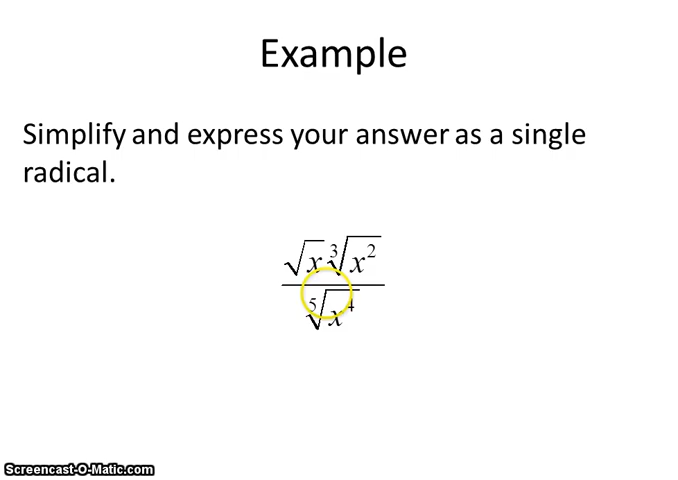 Example
Simplify and express your answer as a single
radical.
√x ∛x²
⁵√x⁴
Screencast-O-Matic.com